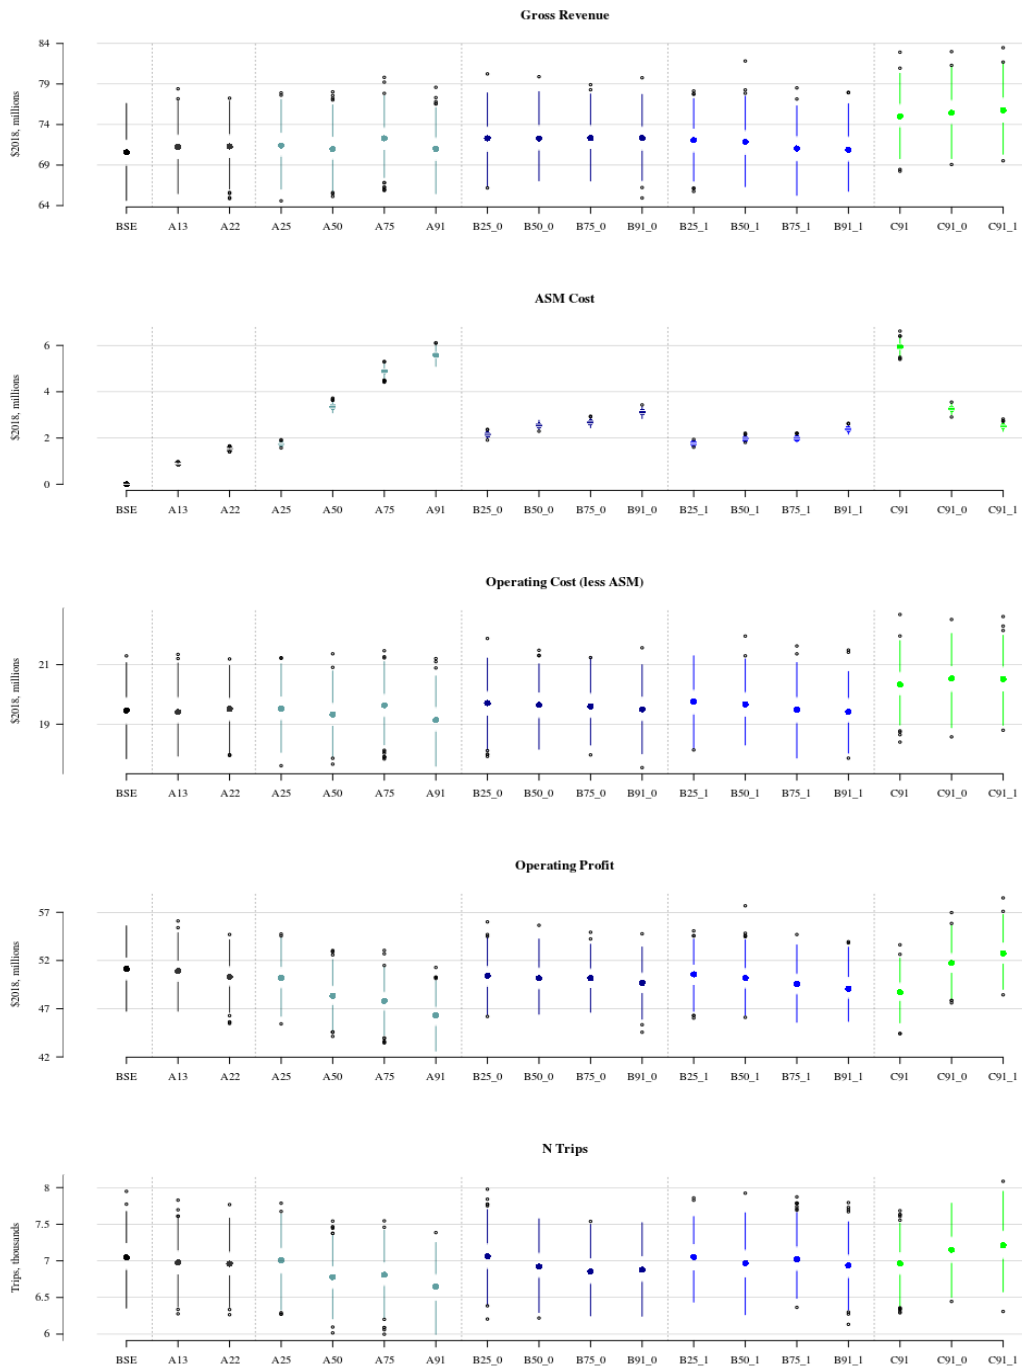 Gross Revenue
84
79
74
69
64
$2018, millions
BSE A13 A22 A25 A50 A75 A91 B25_0 B50_0 B75_0 B91_0 B25_1 B50_1 B75_1 B91_1 C91 C91_0 C91_1
ASM Cost
6
4
2
0
$2018, millions
BSE A13 A22 A25 A50 A75 A91 B25_0 B50_0 B75_0 B91_0 B25_1 B50_1 B75_1 B91_1 C91 C91_0 C91_1
Operating Cost (less ASM)
21
19
$2018, millions
BSE A13 A22 A25 A50 A75 A91 B25_0 B50_0 B75_0 B91_0 B25_1 B50_1 B75_1 B91_1 C91 C91_0 C91_1
Operating Profit
57
52
47
42
$2018, millions
BSE A13 A22 A25 A50 A75 A91 B25_0 B50_0 B75_0 B91_0 B25_1 B50_1 B75_1 B91_1 C91 C91_0 C91_1
N Trips
8
7.5
7
6.5
6
Trips, thousands
BSE A13 A22 A25 A50 A75 A91 B25_0 B50_0 B75_0 B91_0 B25_1 B50_1 B75_1 B91_1 C91 C91_0 C91_1